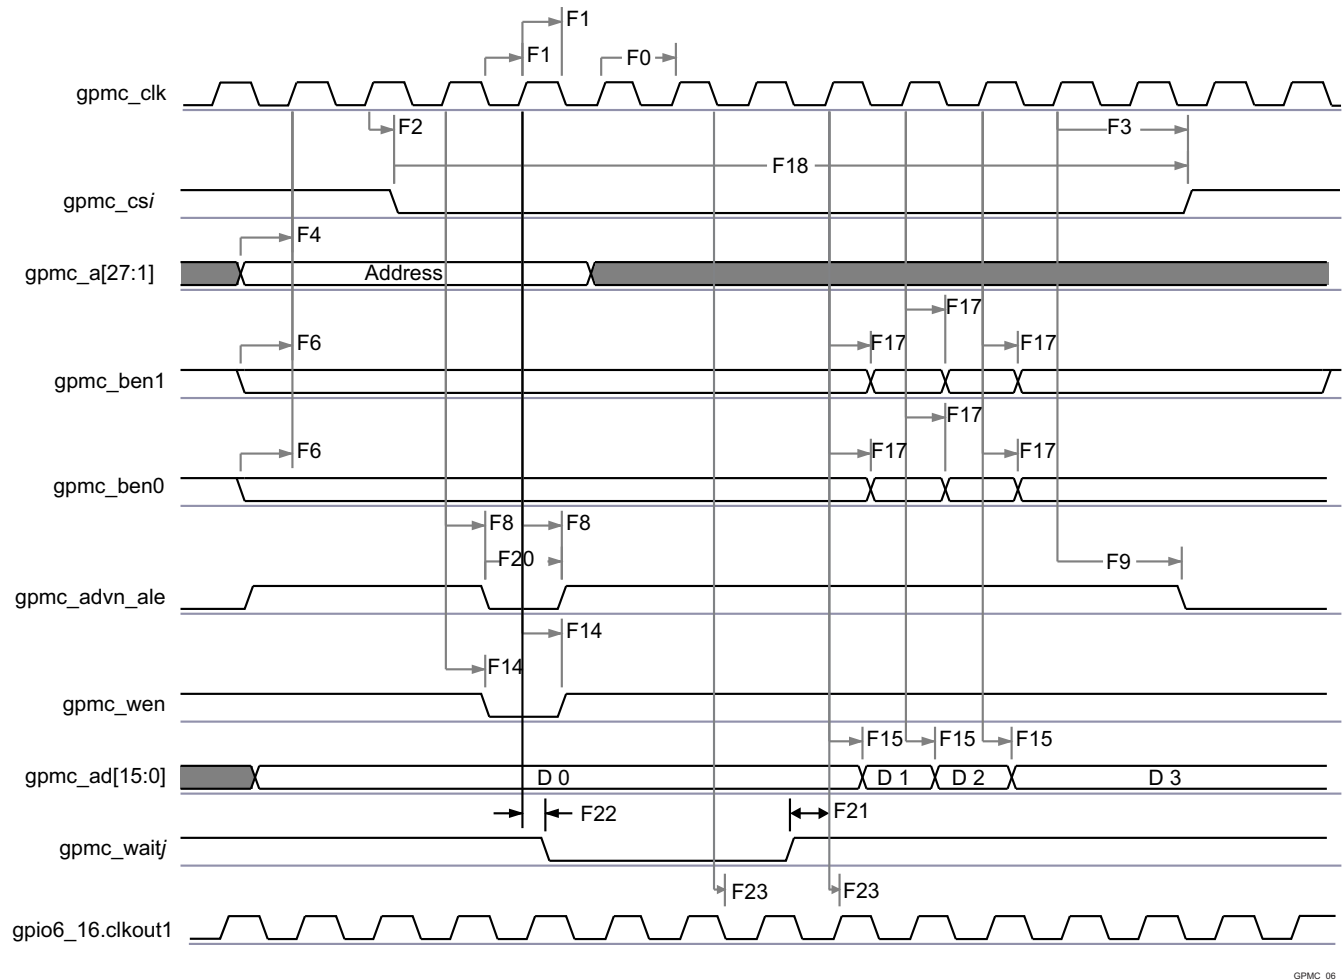 F1
F1
F0
gpmc_clk
F2
F3
F18
gpmc_csi
F4
gpmc_a[27:1]
Address
F17
F6
F17
F17
gpmc_ben1
F17
F6
F17
F17
gpmc_ben0
F8
F8
F20
F9
gpmc_advn_ale
F14
F14
gpmc_wen
F15
F15
F15
gpmc_ad[15:0]
D 0
D 1
D 2
D 3
F22
F21
gpmc_waitj
F23
F23
gpio6_16.clkout1
GPMC_06